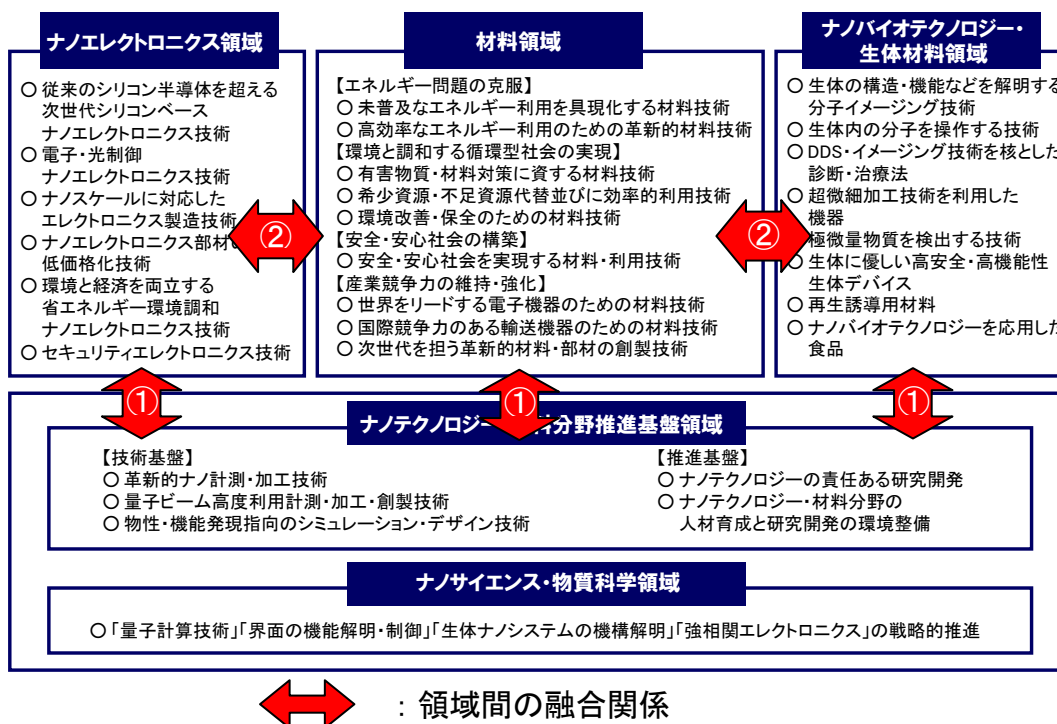 ナノエレクトロニクス領域
○ 従来のシリコン半導体を超える
次世代シリコンベース
ナノエレクトロニクス技術
○ 電子・光制御
ナノエレクトロニクス技術
○ ナノスケールに対応した
エレクトロニクス製造技術
○ ナノエレクトロニクス部材
低価格化技術
○ 環境と経済を両立する
省エネルギー環境調和
ナノエレクトロニクス技術
○ セキュリティエレクトロニクス技術
②
材料領域
【エネルギー問題の克服】
○ 未普及なエネルギー利用を具現化する材料技術
○ 高効率なエネルギー利用のための革新的材料技術
【環境と調和する循環型社会の実現】
○ 有害物質・材料対策に資する材料技術
○ 希少資源・不足資源代替並びに効率的利用技術
○ 環境改善・保全のための材料技術
【安全・安心社会の構築】
○ 安全・安心社会を実現する材料・利用技術
【産業競争力の維持・強化】
○ 世界をリードする電子機器のための材料技術
○ 国際競争力のある輸送機器のための材料技術
○ 次世代を担う革新的材料・部材の創製技術
②
ナノバイオテクノロジー・
生体材料領域
○ 生体の構造・機能などを解明する
分子イメージング技術
○ 生体内の分子を操作する技術
○ DDS・イメージング技術を核とした
診断・治療法
○ 超微細加工技術を利用した
機器
極微量物質を検出する技術
○ 生体に優しい高安全・高機能性
生体デバイス
○ 再生誘導用材料
○ ナノバイオテクノロジーを応用した
食品
①
①
①
ナノテクノロジー 分野推進基盤領域
【技術基盤】
○ 革新的ナノ計測・加工技術
○ 量子ビーム高度利用計測・加工・創製技術
○ 物性・機能発現指向のシミュレーション・デザイン技術
【推進基盤】
○ ナノテクノロジーの責任ある研究開発
○ ナノテクノロジー・材料分野の
人材育成と研究開発の環境整備
ナノサイエンス・物質科学領域
○ 「量子計算技術」「界面の機能解明・制御」「生体ナノシステムの機構解明」「強相関エレクトロニクス」の戦略的推進
：領域間の融合関係